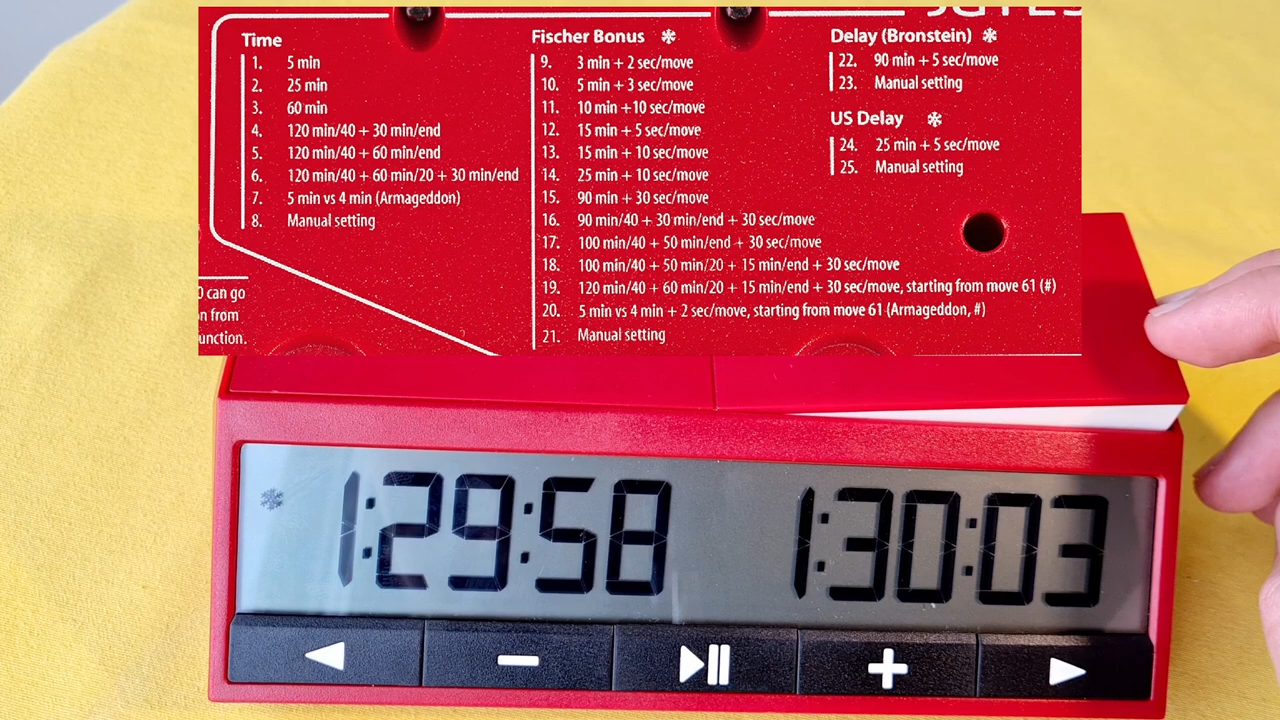 Time
1. 5 min
2. 25 min
3. 60 min
4. 120 min/40 + 30 min/end
5. 120 min/40 + 60 min/end
6. 120 min/40 + 60 min/20 + 30 min/end
7. 5 min vs 4 min (Armageddon)
8. Manual setting
can go
from
Fischer Bonus ❄
9. 3 min + 2 sec/move
10. 5 min + 3 sec/move
11. 10 min +10 sec/move
12. 15 min + 5 sec/move
13. 15 min + 10 sec/move
14. 25 min + 10 sec/move
15. 90 min + 30 sec/move
16. 90 min/40 + 30 min/end + 30 sec/move
17. 100 min/40 + 50 min/end + 30 sec/move
18. 100 min/40 + 50 min/20 + 15 min/end + 30 sec/move
19. 120 min/40 + 60 min/20 + 15 min/end + 30 sec/move, starting from move 61 (#)
20. 5 min vs 4 min + 2 sec/move, starting from move 61 (Armageddon, #)
21. Manual setting
Delay (Bronstein) ❄
22. 90 min + 5 sec/move
23. Manual setting
US Delay ❄
24. 25 min + 5 sec/move
25. Manual setting
1:29:58 1:30:03